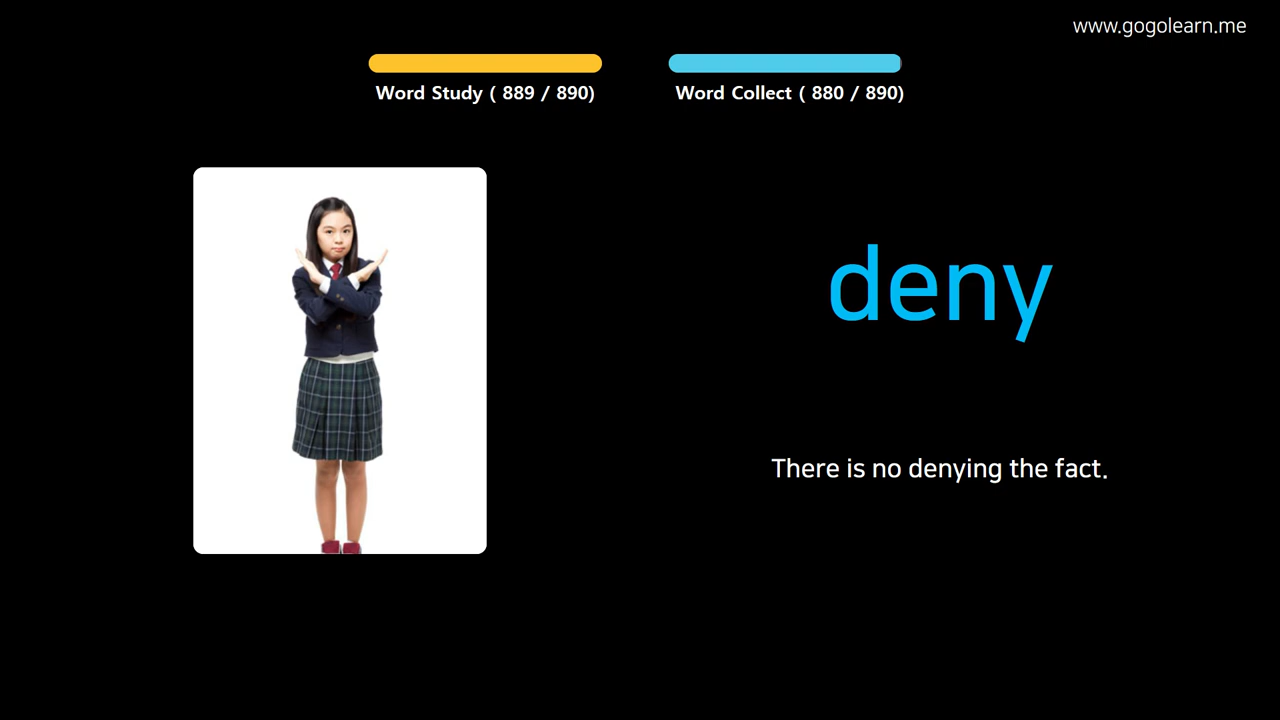 www.gogolearn.me
Word Study ( 889 / 890)
Word Collect ( 880 / 890)
deny
There is no denying the fact.